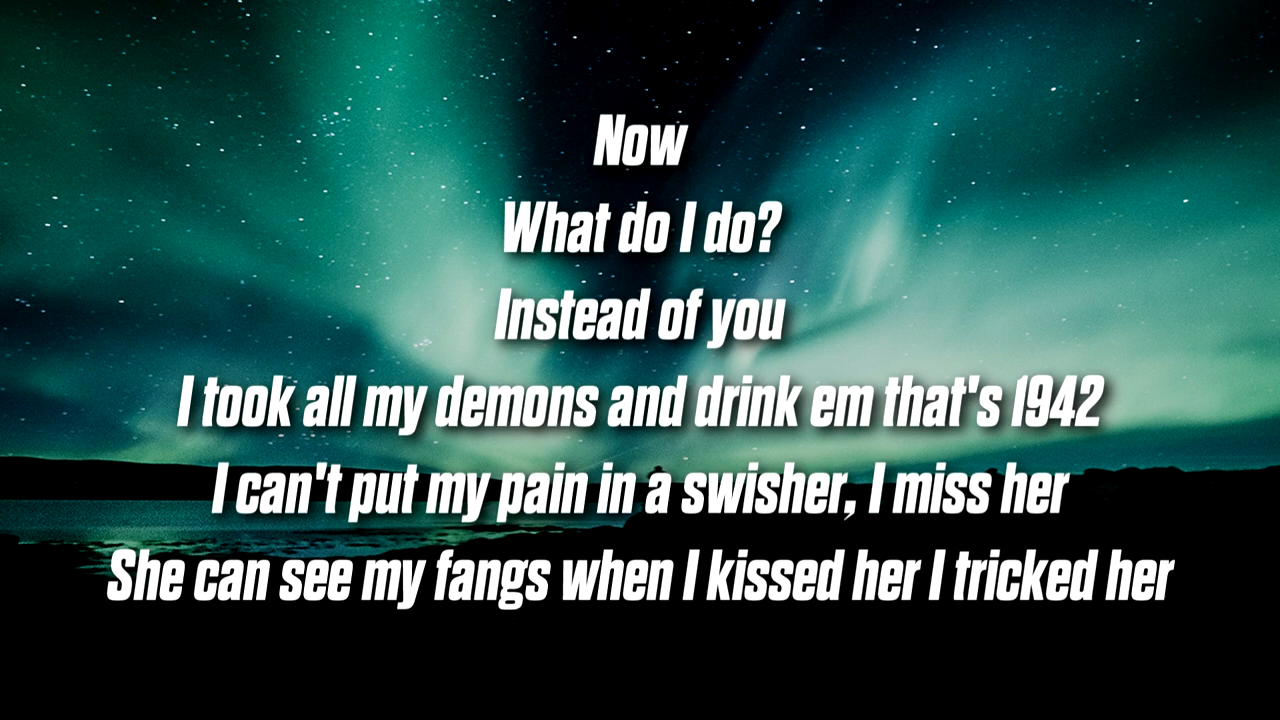 Now
What do I do?
Instead of you
I took all my demons and drink em that's 1942
I can't put my pain in a swisher, I miss her
She can see my fangs when I kissed her I tricked her